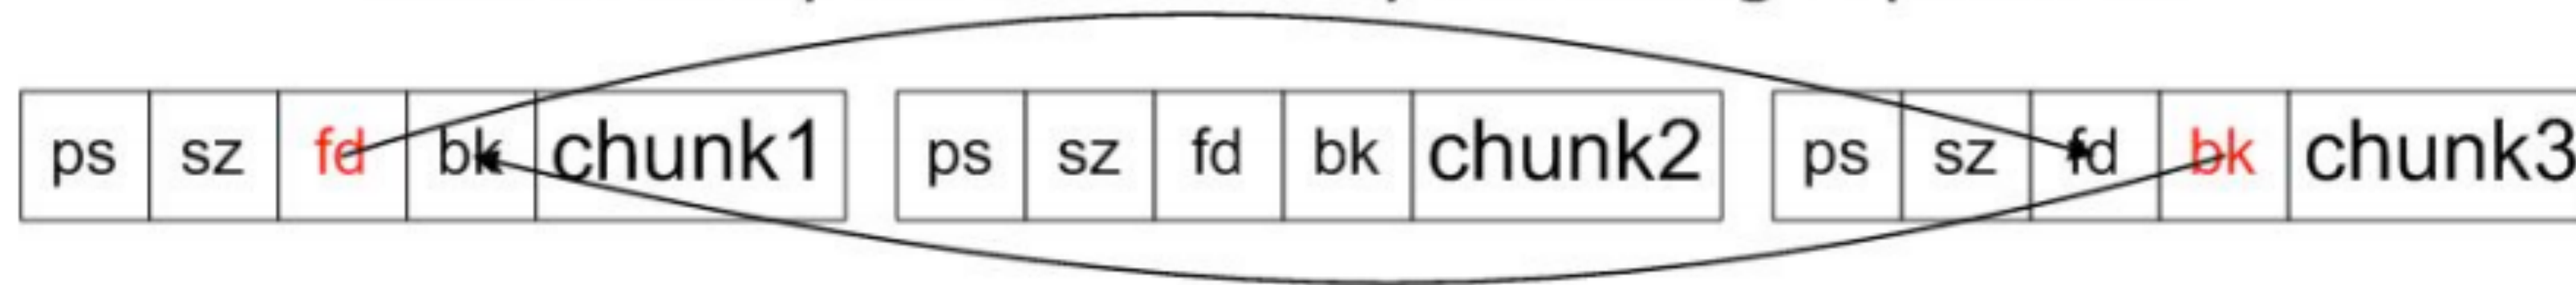 ps sz fd bk chunk1 ps sz fd bk chunk2 ps sz fd bk chunk3